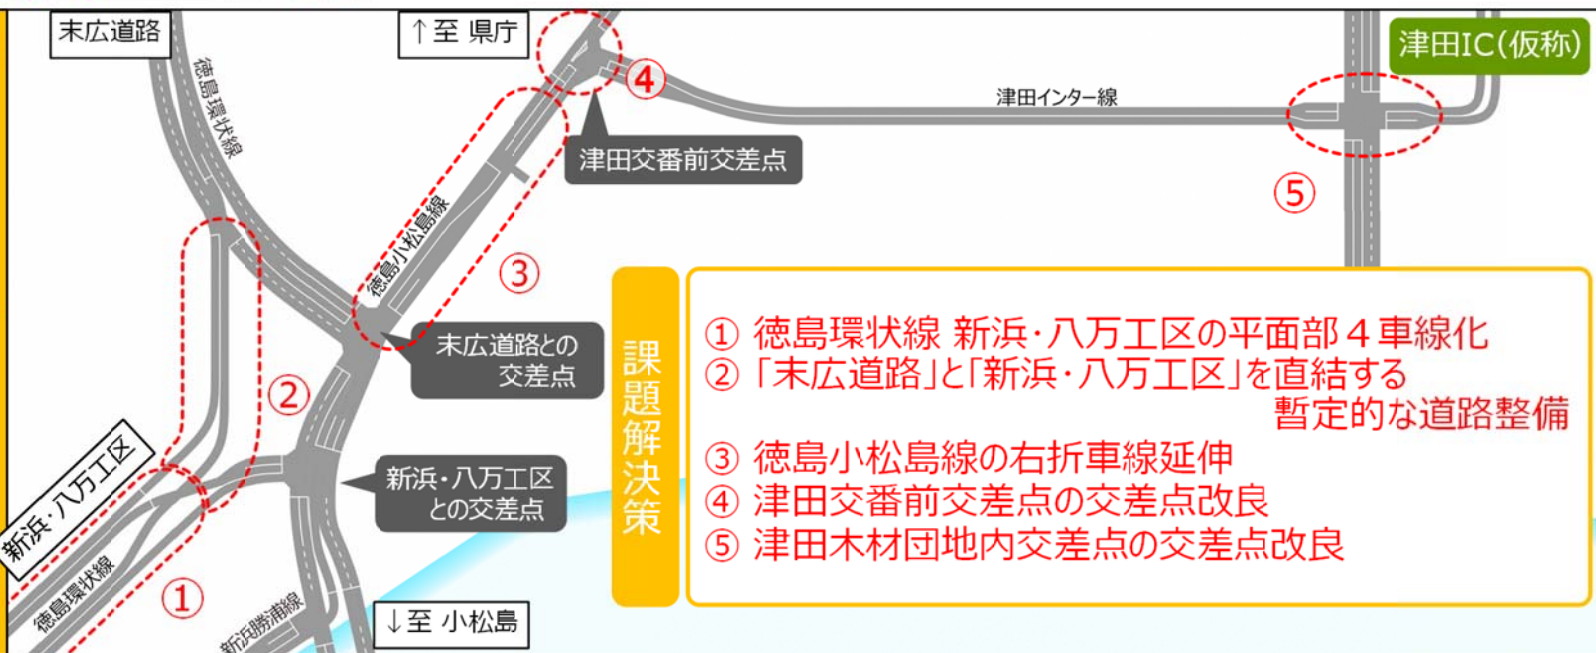 末広道路
↑至 県庁
津田IC(仮称)
徳島環状線
④
津田インター線
津田交番前交差点
⑤
徳島小松島線
③
末広道路との
交差点
②
新浜・八万工区
新浜・八万工区
との交差点
徳島環状線
①
新浜勝浦線
↓至 小松島
課題解決策
① 徳島環状線 新浜・八万工区の平面部４車線化
② 「末広道路」と「新浜・八万工区」を直結する
暫定的な道路整備
③ 徳島小松島線の右折車線延伸
④ 津田交番前交差点の交差点改良
⑤ 津田木材団地内交差点の交差点改良